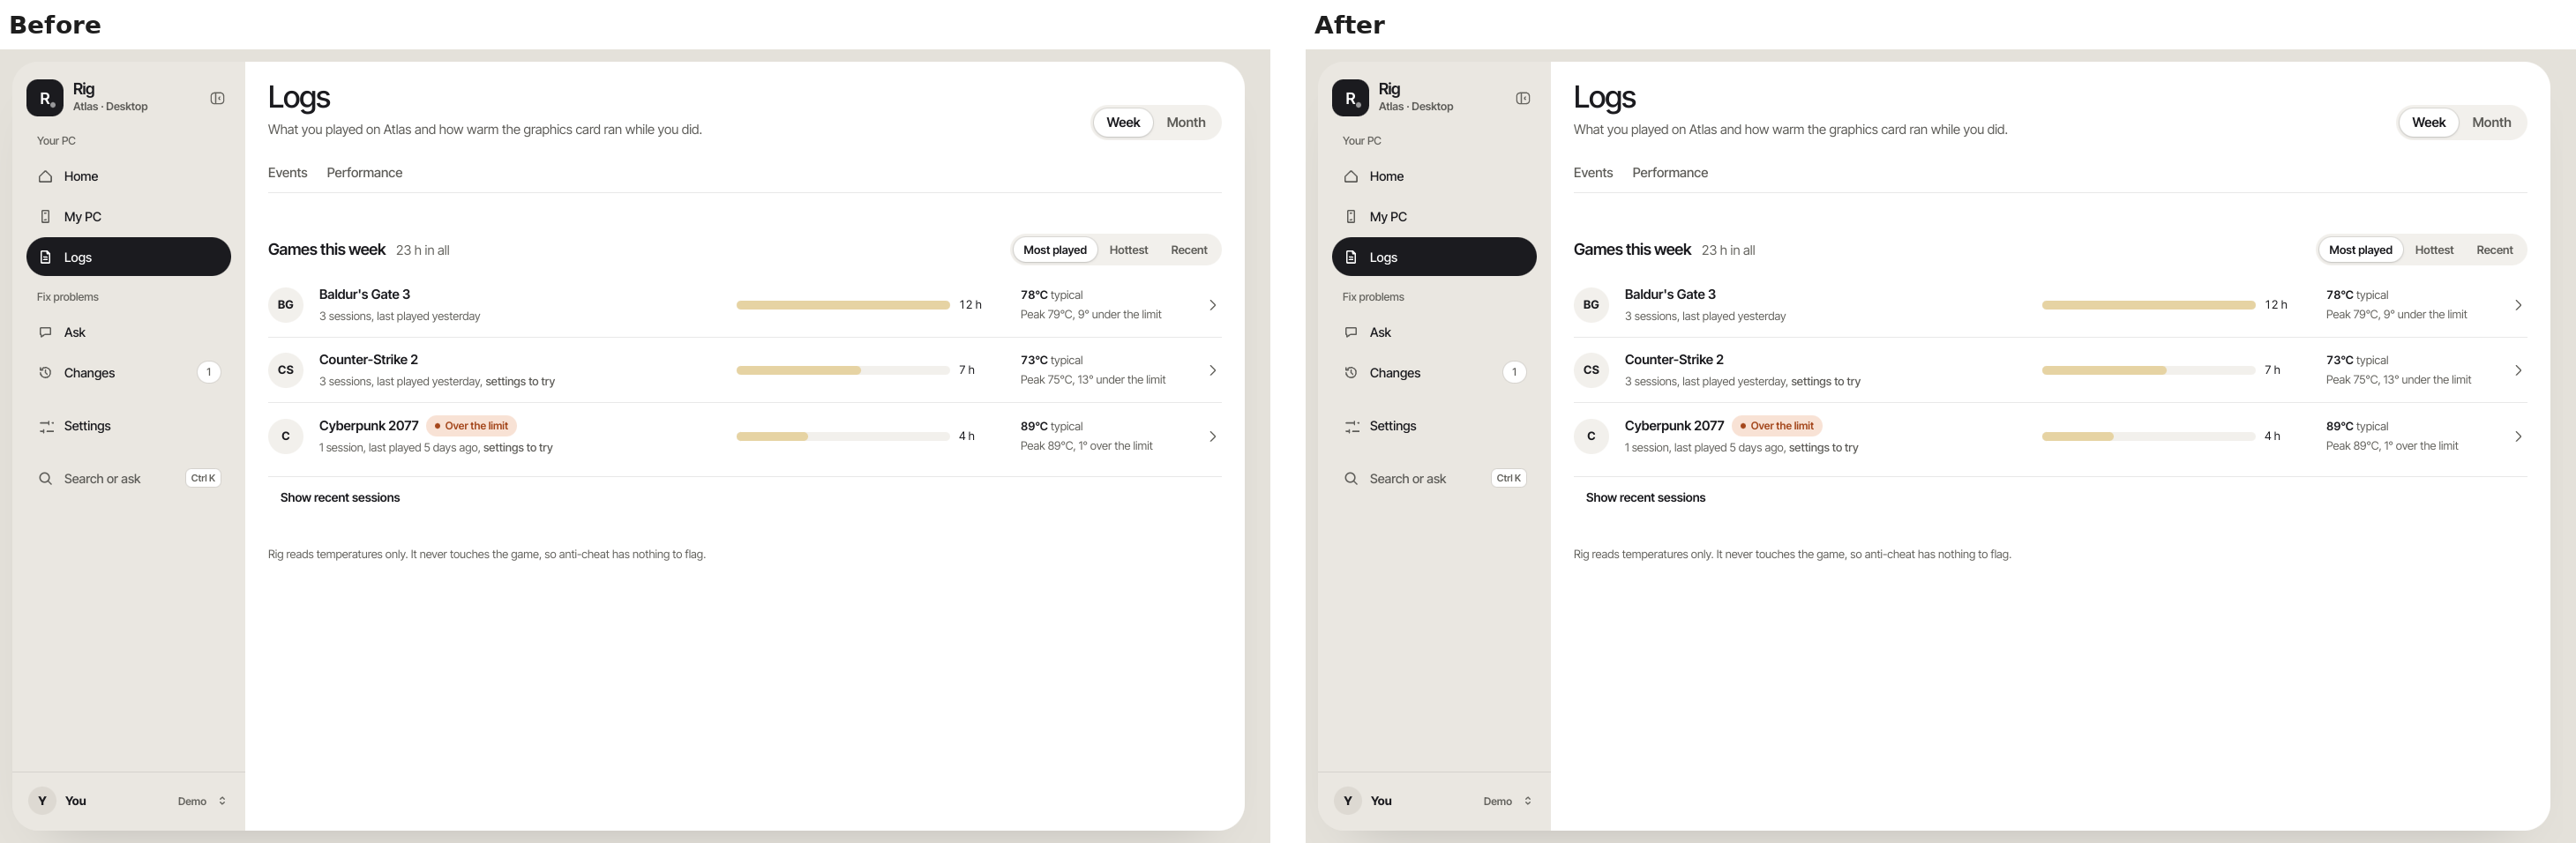 Before
R.
Rig
Atlas · Desktop
Your PC
Home
My PC
Logs
Fix problems
Ask
Changes 1
Settings
Search or ask Ctrl K
Y You Demo
Logs
What you played on Atlas and how warm the graphics card ran while you did.
Week Month
Events Performance
Games this week 23 h in all
Most played Hottest Recent
BG Baldur's Gate 3
3 sessions, last played yesterday
12 h
78°C typical
Peak 79°C, 9° under the limit
CS Counter-Strike 2
3 sessions, last played yesterday, settings to try
7 h
73°C typical
Peak 75°C, 13° under the limit
C Cyberpunk 2077 Over the limit
1 session, last played 5 days ago, settings to try
4 h
89°C typical
Peak 89°C, 1° over the limit
Show recent sessions
Rig reads temperatures only. It never touches the game, so anti-cheat has nothing to flag.
After
R.
Rig
Atlas · Desktop
Your PC
Home
My PC
Logs
Fix problems
Ask
Changes 1
Settings
Search or ask Ctrl K
Y You Demo
Logs
What you played on Atlas and how warm the graphics card ran while you did.
Week Month
Events Performance
Games this week 23 h in all
Most played Hottest Recent
BG Baldur's Gate 3
3 sessions, last played yesterday
12 h
78°C typical
Peak 79°C, 9° under the limit
CS Counter-Strike 2
3 sessions, last played yesterday, settings to try
7 h
73°C typical
Peak 75°C, 13° under the limit
C Cyberpunk 2077 Over the limit
1 session, last played 5 days ago, settings to try
4 h
89°C typical
Peak 89°C, 1° over the limit
Show recent sessions
Rig reads temperatures only. It never touches the game, so anti-cheat has nothing to flag.